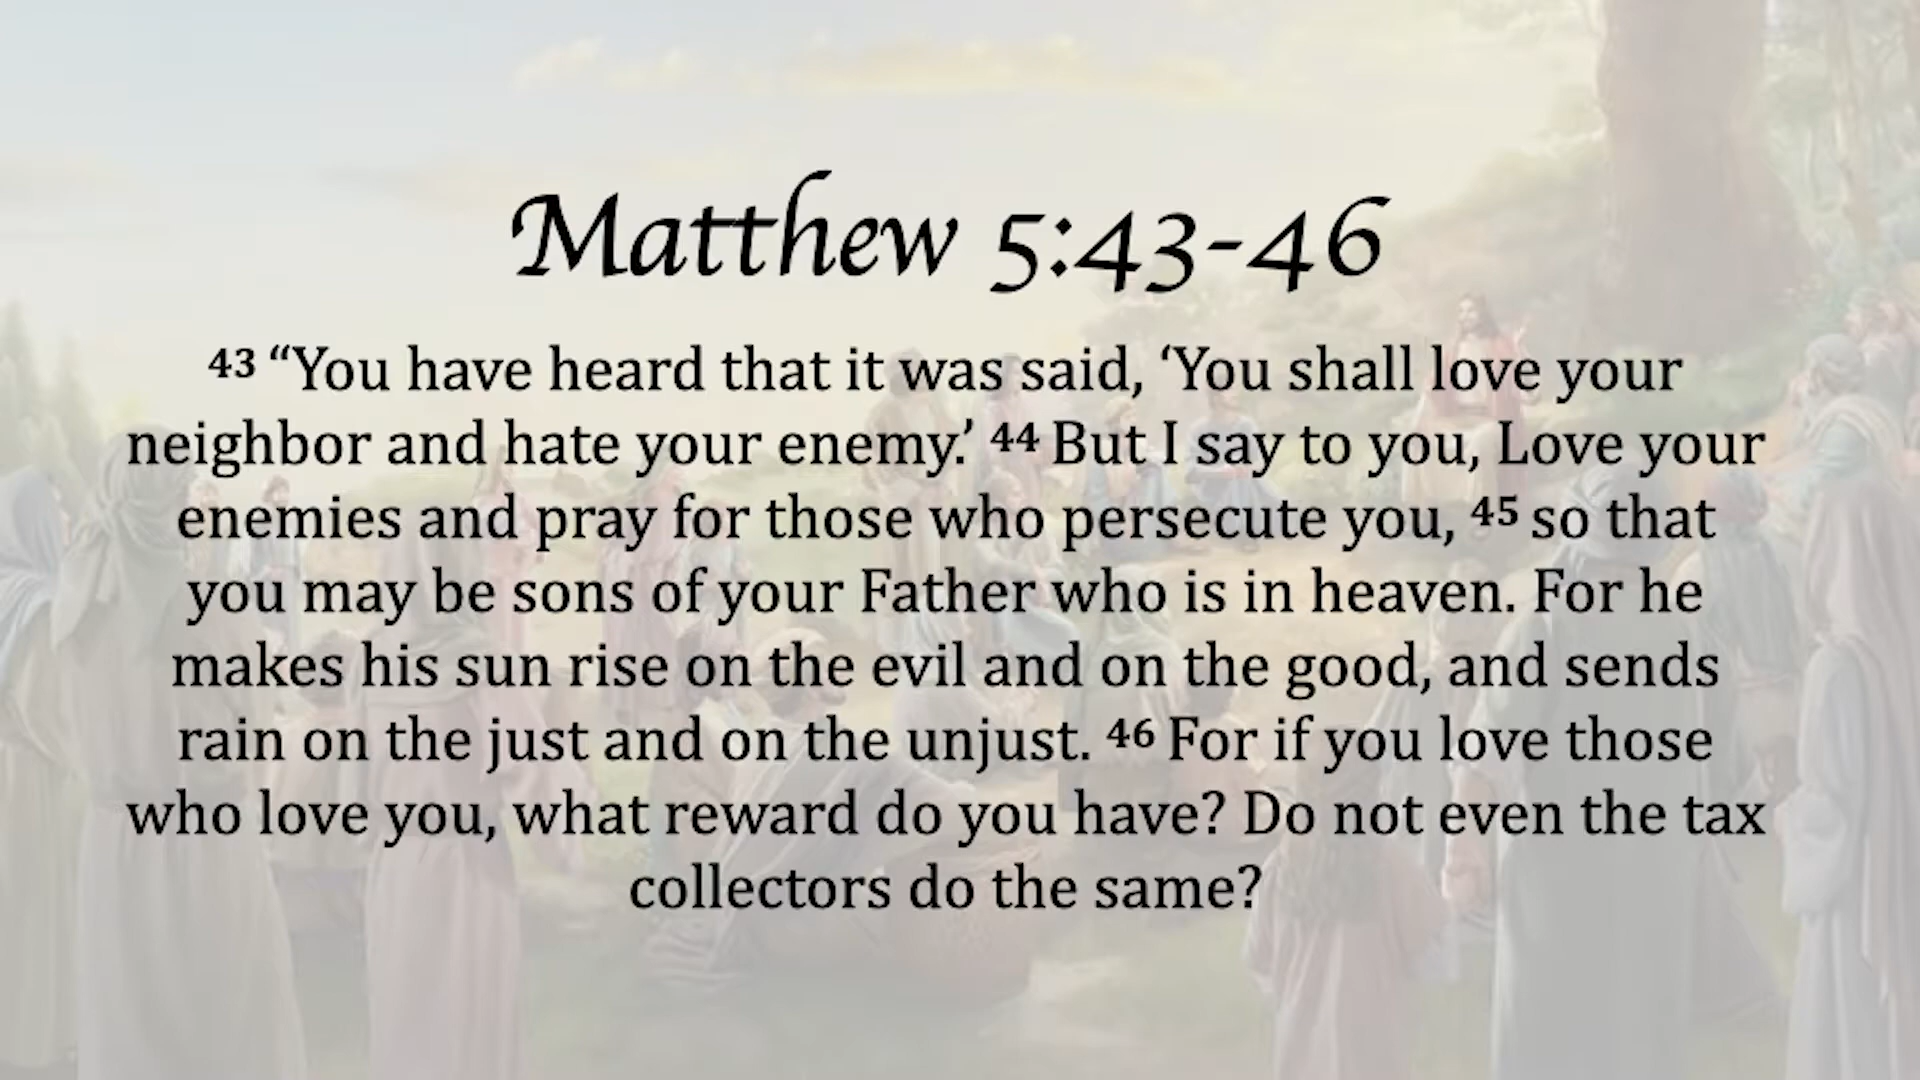 Matthew 5:43-46
43 “You have heard that it was said, ‘You shall love your
neighbor and hate your enemy.’ 44 But I say to you, Love your
enemies and pray for those who persecute you, 45 so that
you may be sons of your Father who is in heaven. For he
makes his sun rise on the evil and on the good, and sends
rain on the just and on the unjust. 46 For if you love those
who love you, what reward do you have? Do not even the tax
collectors do the same?